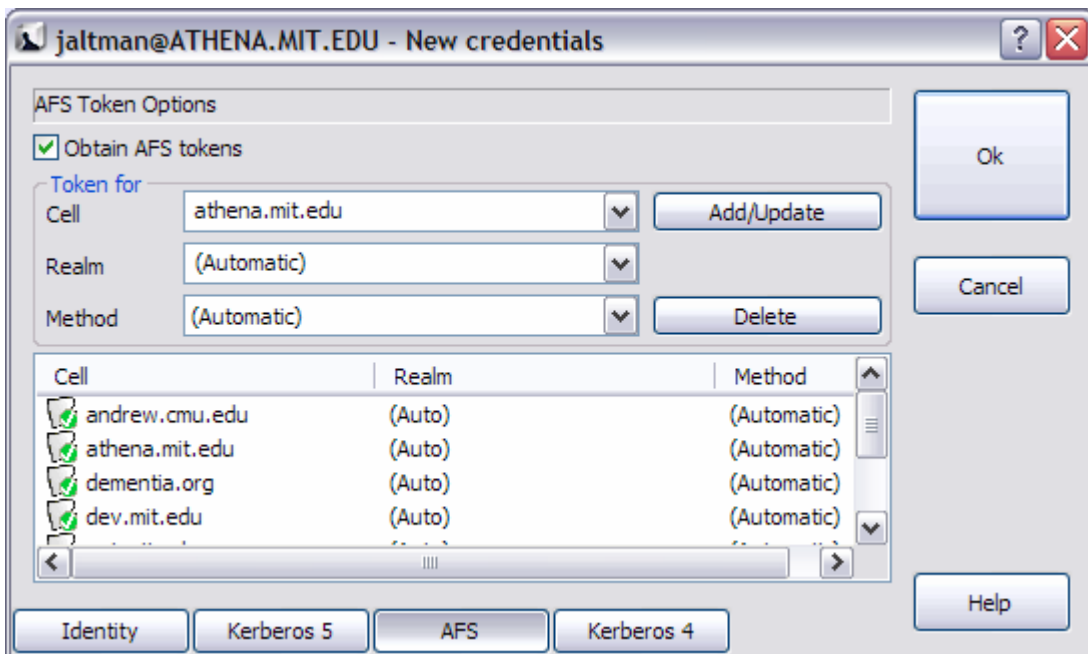 jaltman@ATHENA.MIT.EDU - New credentials
AFS Token Options
Obtain AFS tokens
Ok
Token for
Cell athena.mit.edu Add/Update
Realm (Automatic)
Cancel
Method (Automatic) Delete
Cell Realm Method
andrew.cmu.edu (Auto) (Automatic)
athena.mit.edu (Auto) (Automatic)
dementia.org (Auto) (Automatic)
dev.mit.edu (Auto) (Automatic)
Help
Identity Kerberos 5 AFS Kerberos 4